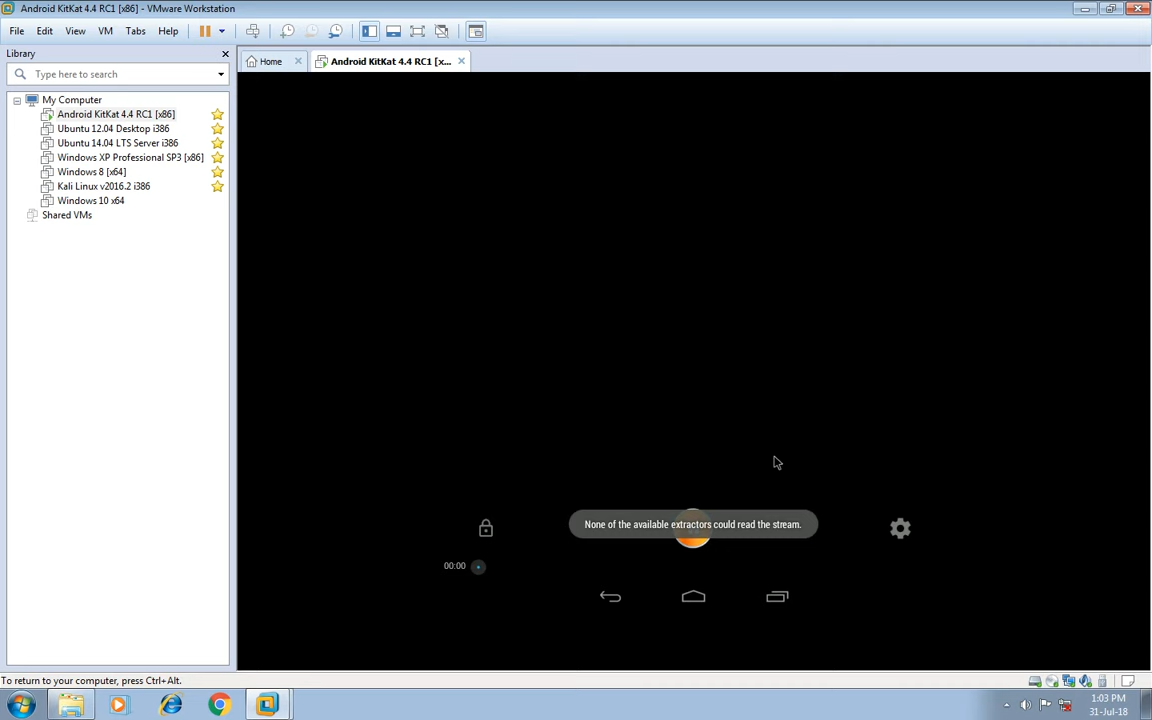 Android KitKat 4.4 RC1 [x86] - VMware Workstation
File Edit View VM Tabs Help
Library
Type here to search
Home
Android KitKat 4.4 RC1 [x...
My Computer
Android KitKat 4.4 RC1 [x86]
Ubuntu 12.04 Desktop i386
Ubuntu 14.04 LTS Server i386
Windows XP Professional SP3 [x86]
Windows 8 [x64]
Kali Linux v2016.2 i386
Windows 10 x64
Shared VMs
None of the available extractors could read the stream.
00:00
To return to your computer, press Ctrl+Alt.
1:03 PM
31-Jul-18